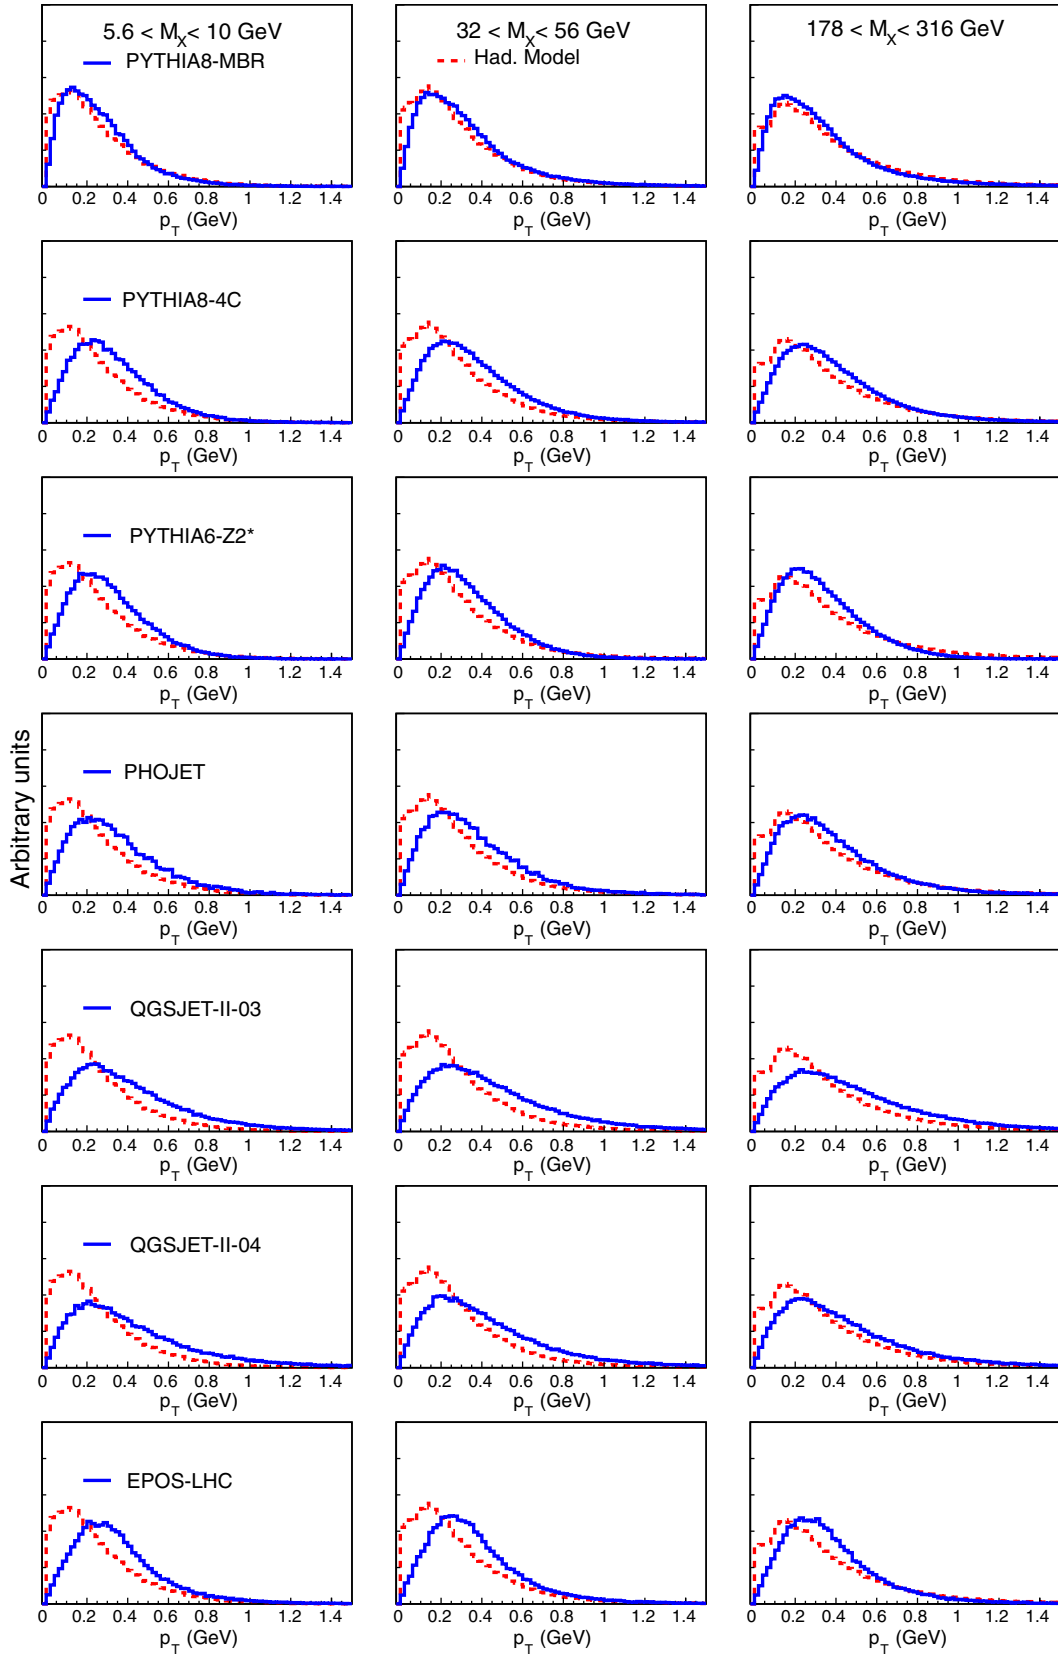 5.6 < M_X< 10 GeV
32 < M_X< 56 GeV
178 < M_X< 316 GeV
PYTHIA8-MBR
Had. Model
0 0.2 0.4 0.6 0.8 1 1.2 1.4
0 0.2 0.4 0.6 0.8 1 1.2 1.4
0 0.2 0.4 0.6 0.8 1 1.2 1.4
p_T (GeV)
p_T (GeV)
p_T (GeV)
PYTHIA8-4C
0 0.2 0.4 0.6 0.8 1 1.2 1.4
0 0.2 0.4 0.6 0.8 1 1.2 1.4
0 0.2 0.4 0.6 0.8 1 1.2 1.4
p_T (GeV)
p_T (GeV)
p_T (GeV)
PYTHIA6-Z2*
0 0.2 0.4 0.6 0.8 1 1.2 1.4
0 0.2 0.4 0.6 0.8 1 1.2 1.4
0 0.2 0.4 0.6 0.8 1 1.2 1.4
p_T (GeV)
p_T (GeV)
p_T (GeV)
Arbitrary units
PHOJET
0 0.2 0.4 0.6 0.8 1 1.2 1.4
0 0.2 0.4 0.6 0.8 1 1.2 1.4
0 0.2 0.4 0.6 0.8 1 1.2 1.4
p_T (GeV)
p_T (GeV)
p_T (GeV)
QGSJET-II-03
0 0.2 0.4 0.6 0.8 1 1.2 1.4
0 0.2 0.4 0.6 0.8 1 1.2 1.4
0 0.2 0.4 0.6 0.8 1 1.2 1.4
p_T (GeV)
p_T (GeV)
p_T (GeV)
QGSJET-II-04
0 0.2 0.4 0.6 0.8 1 1.2 1.4
0 0.2 0.4 0.6 0.8 1 1.2 1.4
0 0.2 0.4 0.6 0.8 1 1.2 1.4
p_T (GeV)
p_T (GeV)
p_T (GeV)
EPOS-LHC
0 0.2 0.4 0.6 0.8 1 1.2 1.4
0 0.2 0.4 0.6 0.8 1 1.2 1.4
0 0.2 0.4 0.6 0.8 1 1.2 1.4
p_T (GeV)
p_T (GeV)
p_T (GeV)